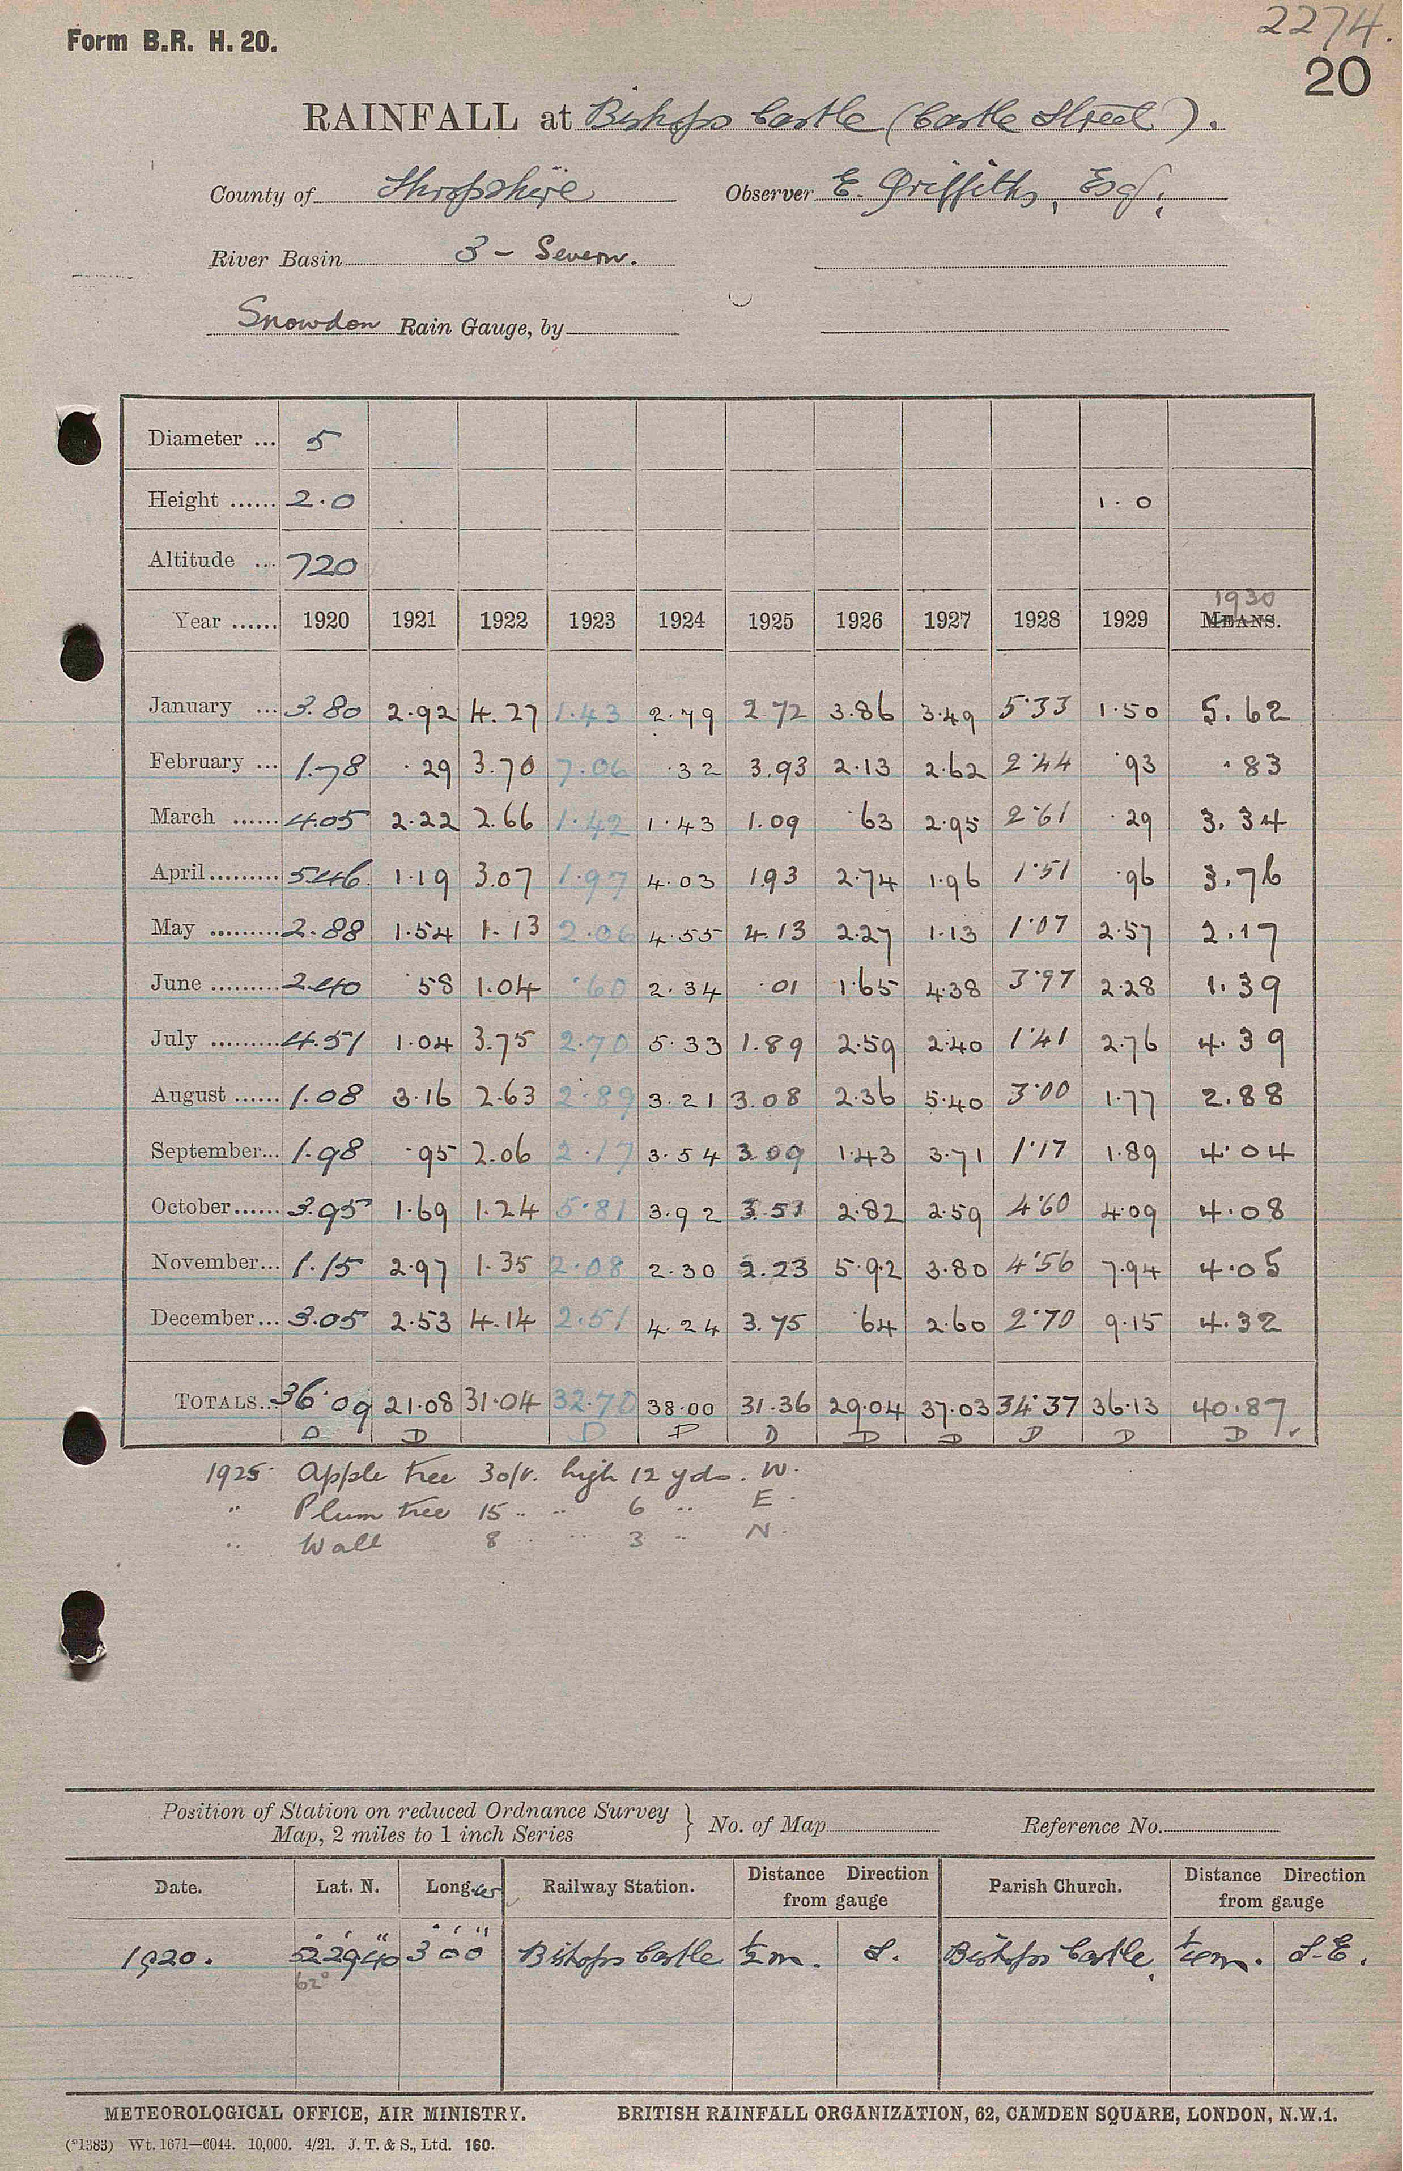 2274.
Form B.R. H. 20.
20
RAINFALL at Bishops Castle (Castle Street).
County of Shropshire Observer E. Griffiths, Esq;
River Basin 3 - Severn.
Snowdon Rain Gauge, by
Diameter ... 5
Height ...... 2.0 1.0
Altitude ... 720
1930
Year ...... 1920 1921 1922 1923 1924 1925 1926 1927 1928 1929 MEANS.
January ... 3.80 2.92 4.27 1.43 2.79 2.72 3.86 3.49 5.33 1.50 5.62
February ... 1.78 .29 3.70 7.06 .32 3.93 2.13 2.62 2.44 .93 .83
March ...... 4.05 2.22 2.66 1.42 1.43 1.09 .63 2.95 2.61 .29 3.34
April......... 5.46 1.19 3.07 1.97 4.03 1.93 2.74 1.96 1.51 .96 3.76
May ......... 2.88 1.54 1.13 2.06 4.55 4.13 2.27 1.13 1.07 2.57 2.17
June ......... 2.40 .58 1.04 .60 2.34 .01 1.65 4.38 3.97 2.28 1.39
July ......... 4.51 1.04 3.75 2.70 5.33 1.89 2.59 2.40 1.41 2.76 4.39
August ...... 1.08 3.16 2.63 2.89 3.21 3.08 2.36 5.40 3.00 1.77 2.88
September... 1.98 .95 2.06 2.17 3.54 3.09 1.43 3.71 1.17 1.89 4.04
October...... 3.95 1.69 1.24 5.81 3.92 3.51 2.82 2.59 4.60 4.09 4.08
November... 1.15 2.97 1.35 2.08 2.30 2.23 5.92 3.80 4.56 7.94 4.05
December... 3.05 2.53 4.14 2.51 4.24 3.75 .64 2.60 2.70 9.15 4.32
TOTALS... 36.09 21.08 31.04 32.70 38.00 31.36 29.04 37.03 34.37 36.13 40.87
D D D D D D D D D D
1925 Apple tree 30ft. high 12 yds. W.
" Plum tree 15 " " 6 " E.
" Wall 8 " " 3 " N.
Position of Station on reduced Ordnance Survey
Map, 2 miles to 1 inch Series } No. of Map Reference No.
Date. Lat. N. Long. W Railway Station. Distance Direction from gauge Parish Church. Distance Direction from gauge
1920. 52° 29' 40" 3° 0' 0" Bishops Castle ½ m. S. Bishops Castle, ¼ m. S.E.
62°
METEOROLOGICAL OFFICE, AIR MINISTRY. BRITISH RAINFALL ORGANIZATION, 62, CAMDEN SQUARE, LONDON, N.W.1.
(*1383) Wt. 1671—6044. 10,000. 4/21. J. T. & S., Ltd. 160.